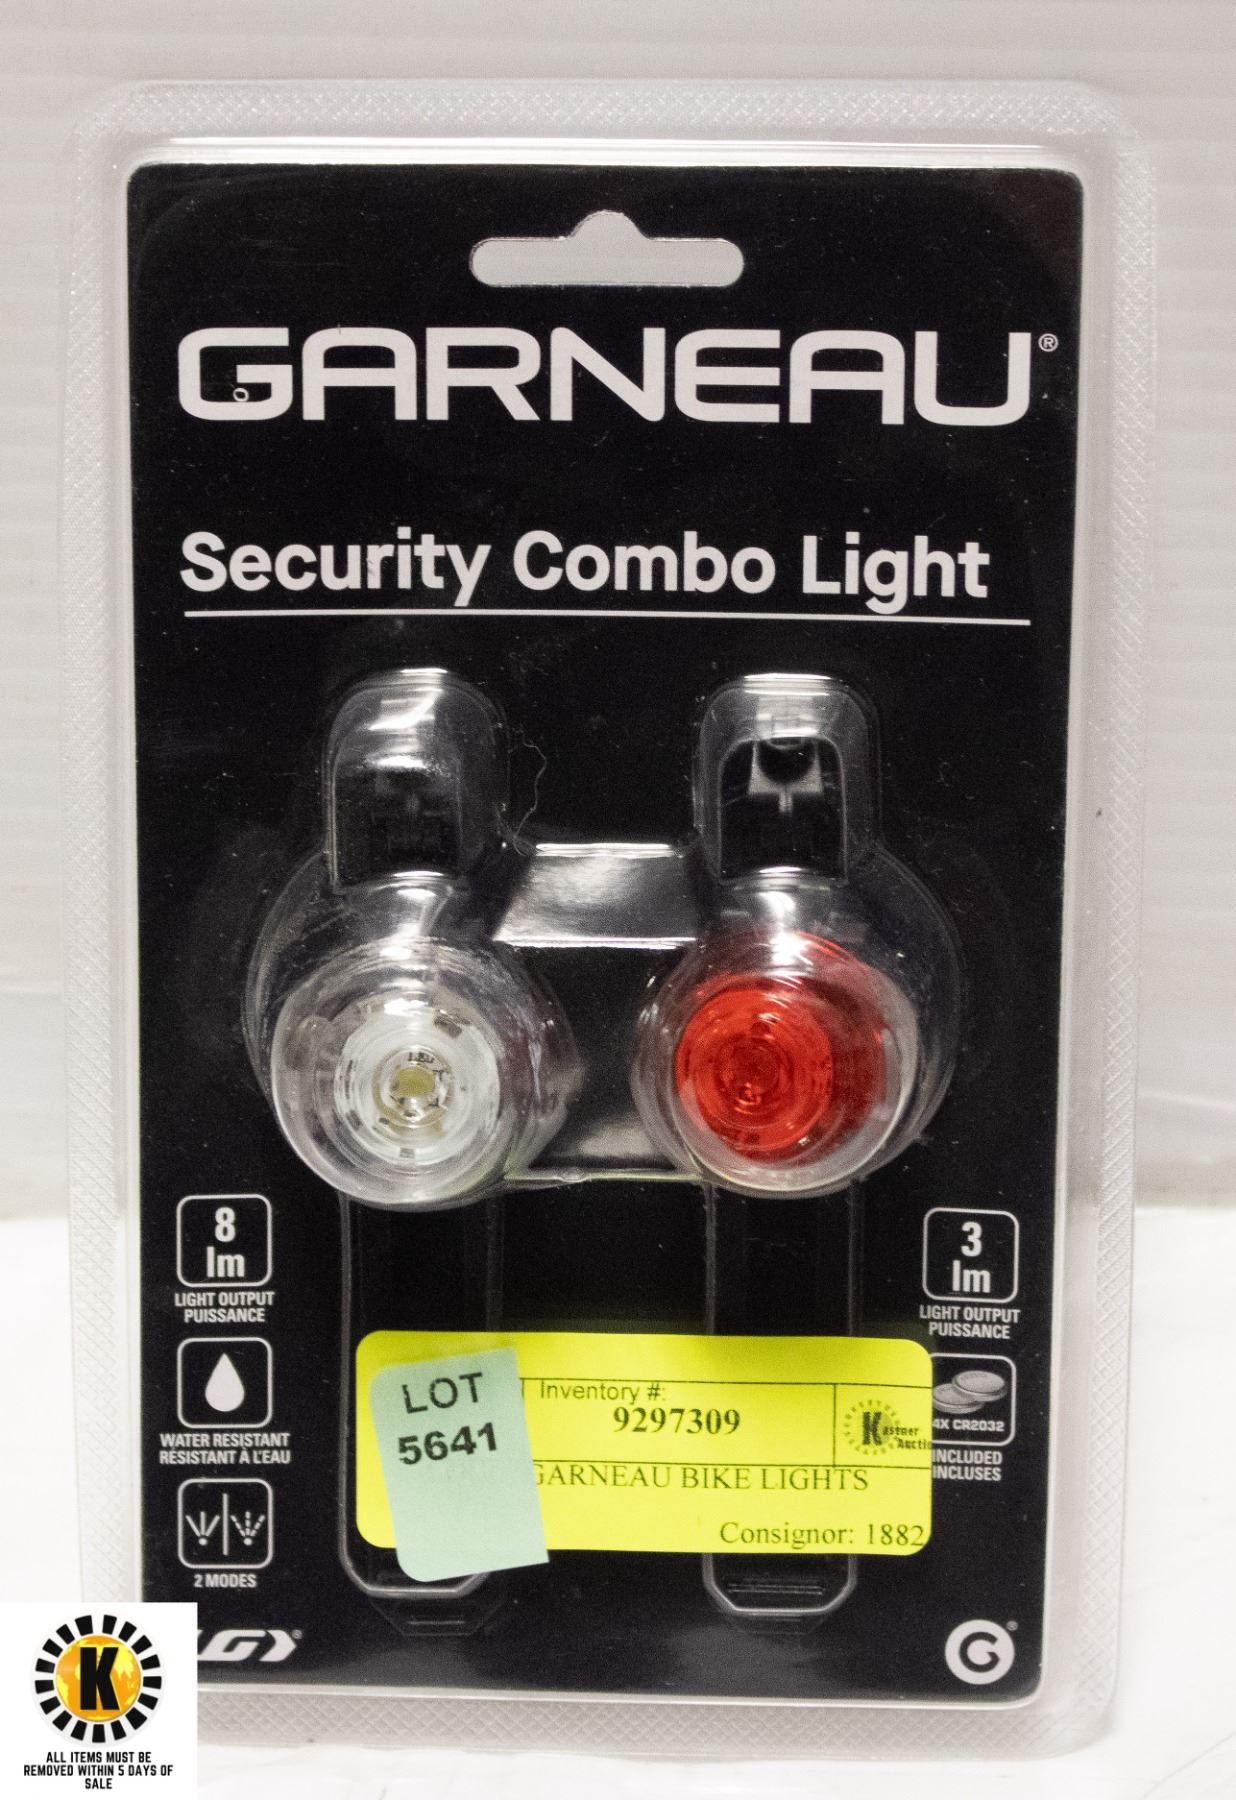 GARNEAU®
Security Combo Light
8
lm
LIGHT OUTPUT
PUISSANCE
WATER RESISTANT
RÉSISTANT À L'EAU
2 MODES
3
lm
LIGHT OUTPUT
PUISSANCE
4X CR2032
INCLUDED
INCLUSES
LOT
5641
Inventory #:
9297309
Kastner
Auctio
GARNEAU BIKE LIGHTS
Consignor: 1882
G®
K
ALL ITEMS MUST BE
REMOVED WITHIN 5 DAYS OF
SALE